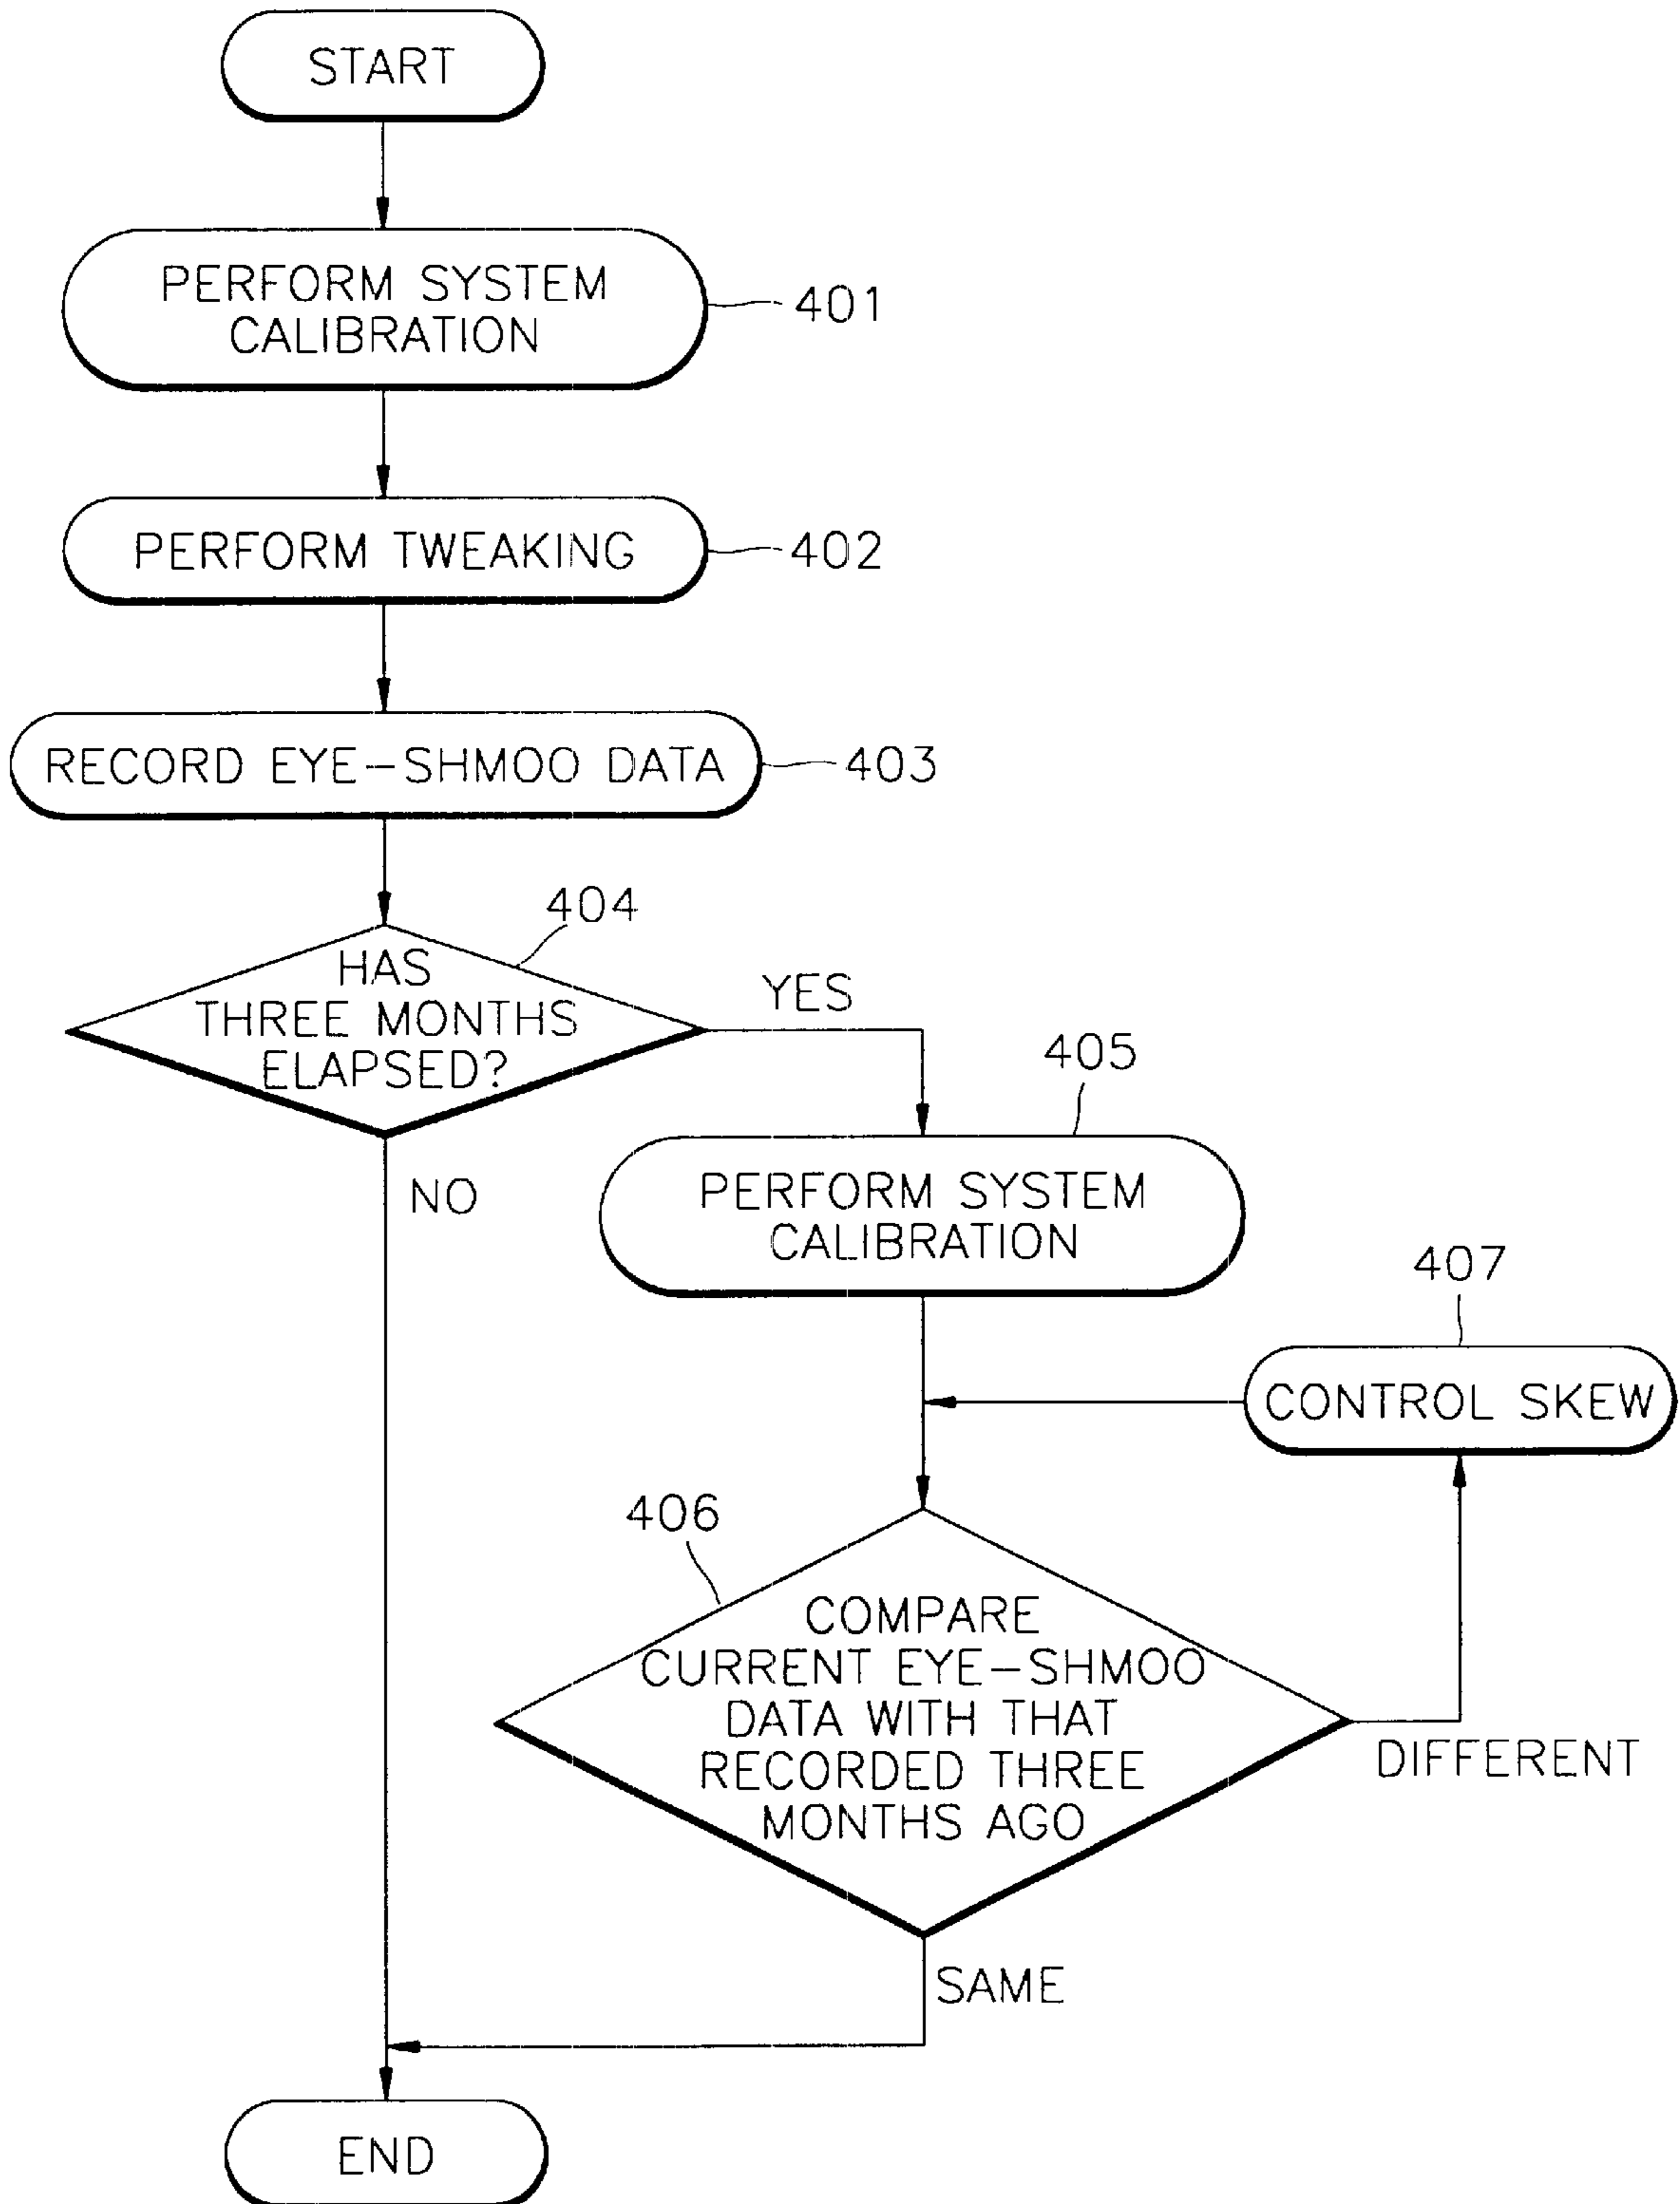 START
PERFORM SYSTEM
CALIBRATION
401
PERFORM TWEAKING
402
RECORD EYE-SHMOO DATA
403
404
HAS
THREE MONTHS
ELAPSED?
YES
NO
405
PERFORM SYSTEM
CALIBRATION
407
CONTROL SKEW
406
COMPARE
CURRENT EYE-SHMOO
DATA WITH THAT
RECORDED THREE
MONTHS AGO
DIFFERENT
SAME
END